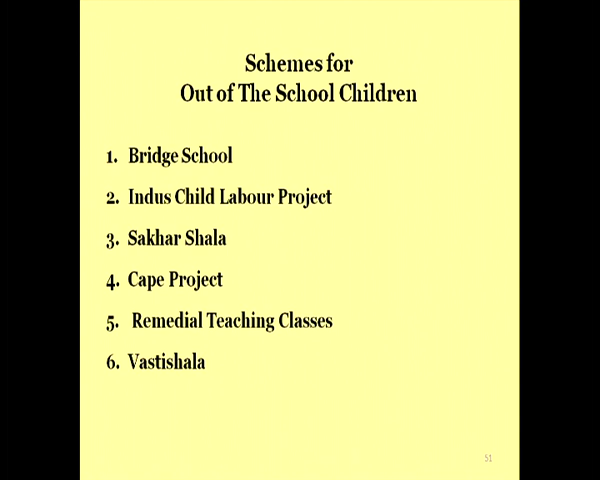 Schemes for
Out of The School Children
1. Bridge School
2. Indus Child Labour Project
3. Sakhar Shala
4. Cape Project
5. Remedial Teaching Classes
6. Vastishala
51